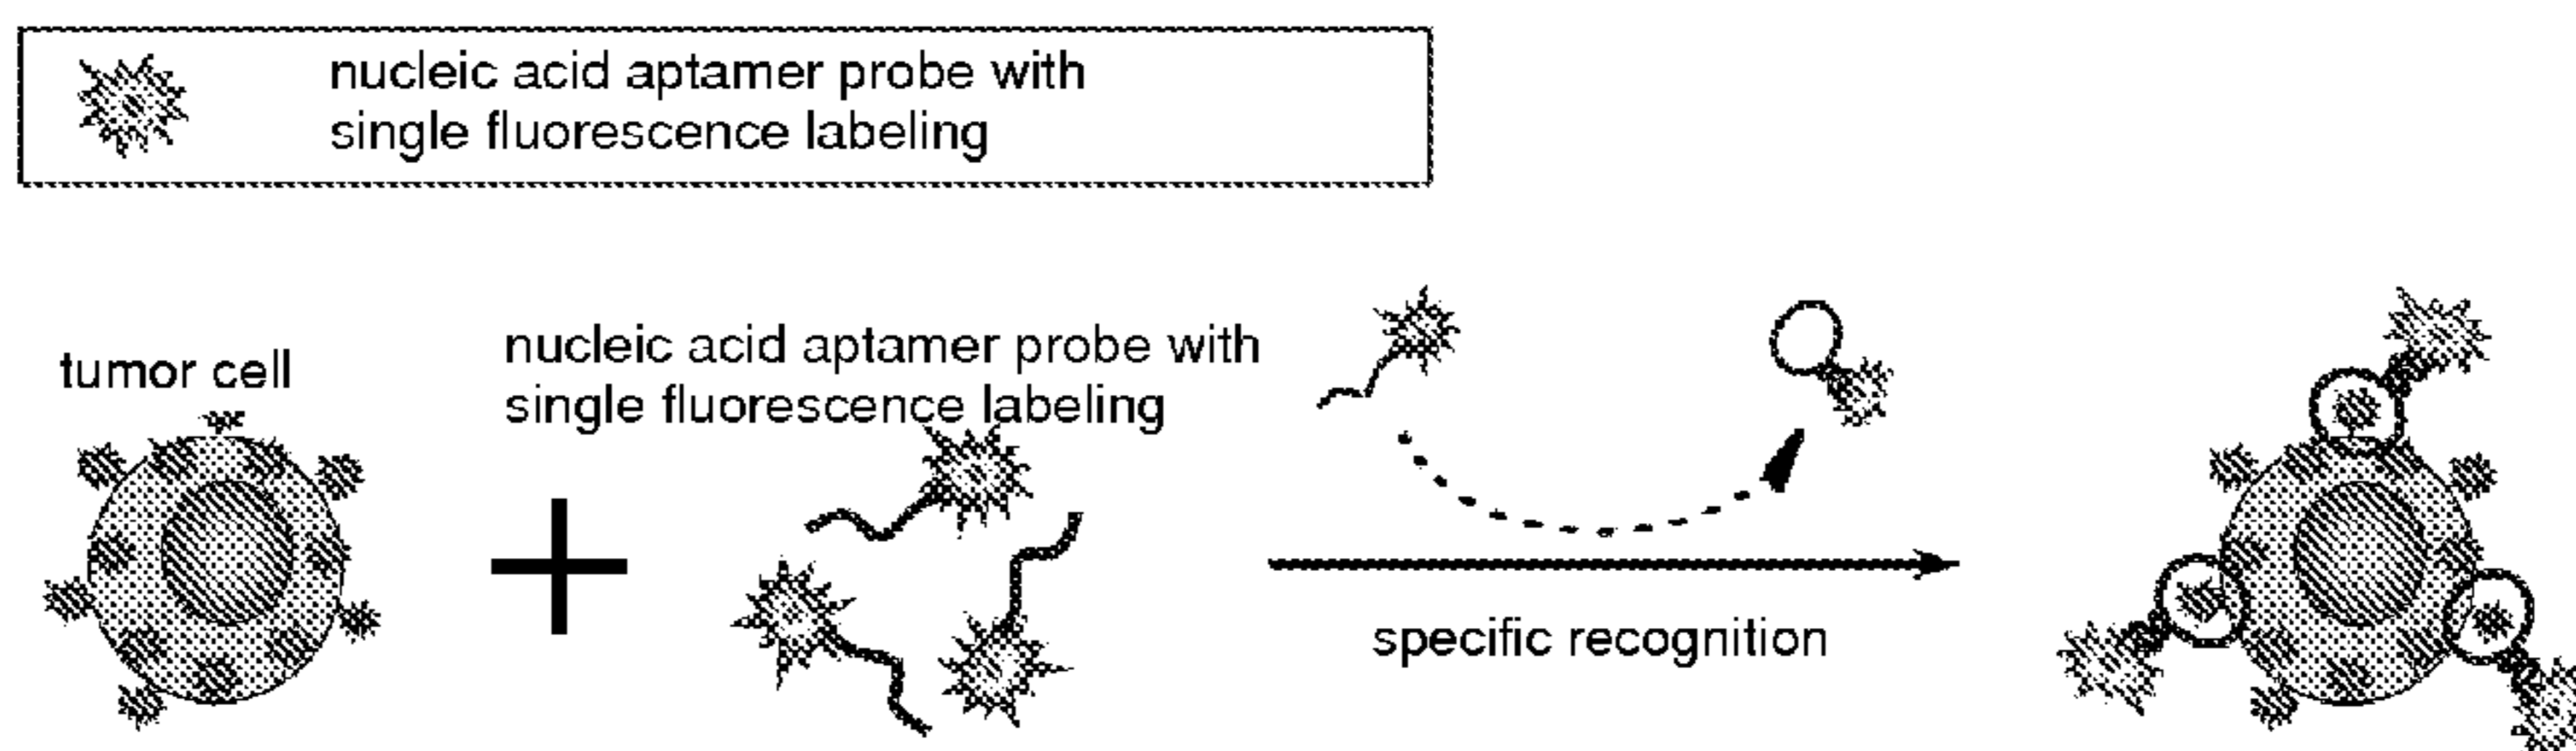 nucleic acid aptamer probe with
single fluorescence labeling
nucleic acid aptamer probe with
single fluorescence labeling
tumor cell
specific recognition